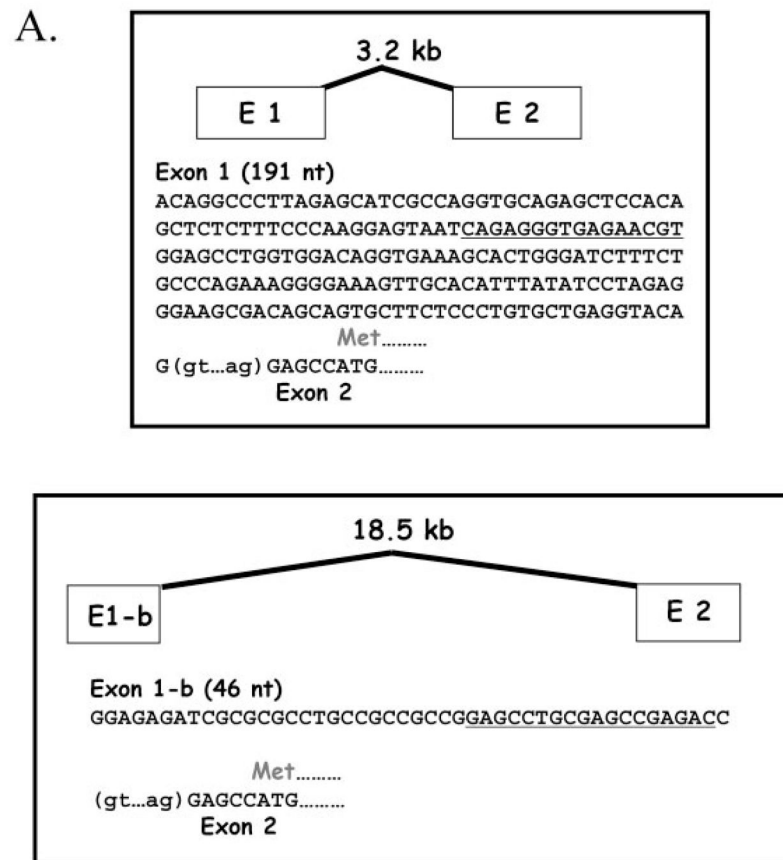 A.
3.2 kb
E 1 E 2
Exon 1 (191 nt)
ACAGGCCCTTAGAGCATCGCCAGGTGCAGAGCTCCACA
GCTCTCTTTCCCAAGGAGTAATCAGAGGGTGAGAACGT
GGAGCCTGGTGGACAGGTGAAAGCACTGGGATCTTTCT
GCCCAGAAAGGGGAAAGTTGCACATTTATATCCTAGAG
GGAAGCGACAGCAGTGCTTCTCCCTGTGCTGAGGTACA
Met.........
G(gt...ag)GAGCCATG.........
Exon 2
18.5 kb
E1-b E 2
Exon 1-b (46 nt)
GGAGAGATCGCGCGCCTGCCGCCGCCGGAGCCTGCGAGCCGAGACC
Met.........
(gt...ag)GAGCCATG.........
Exon 2